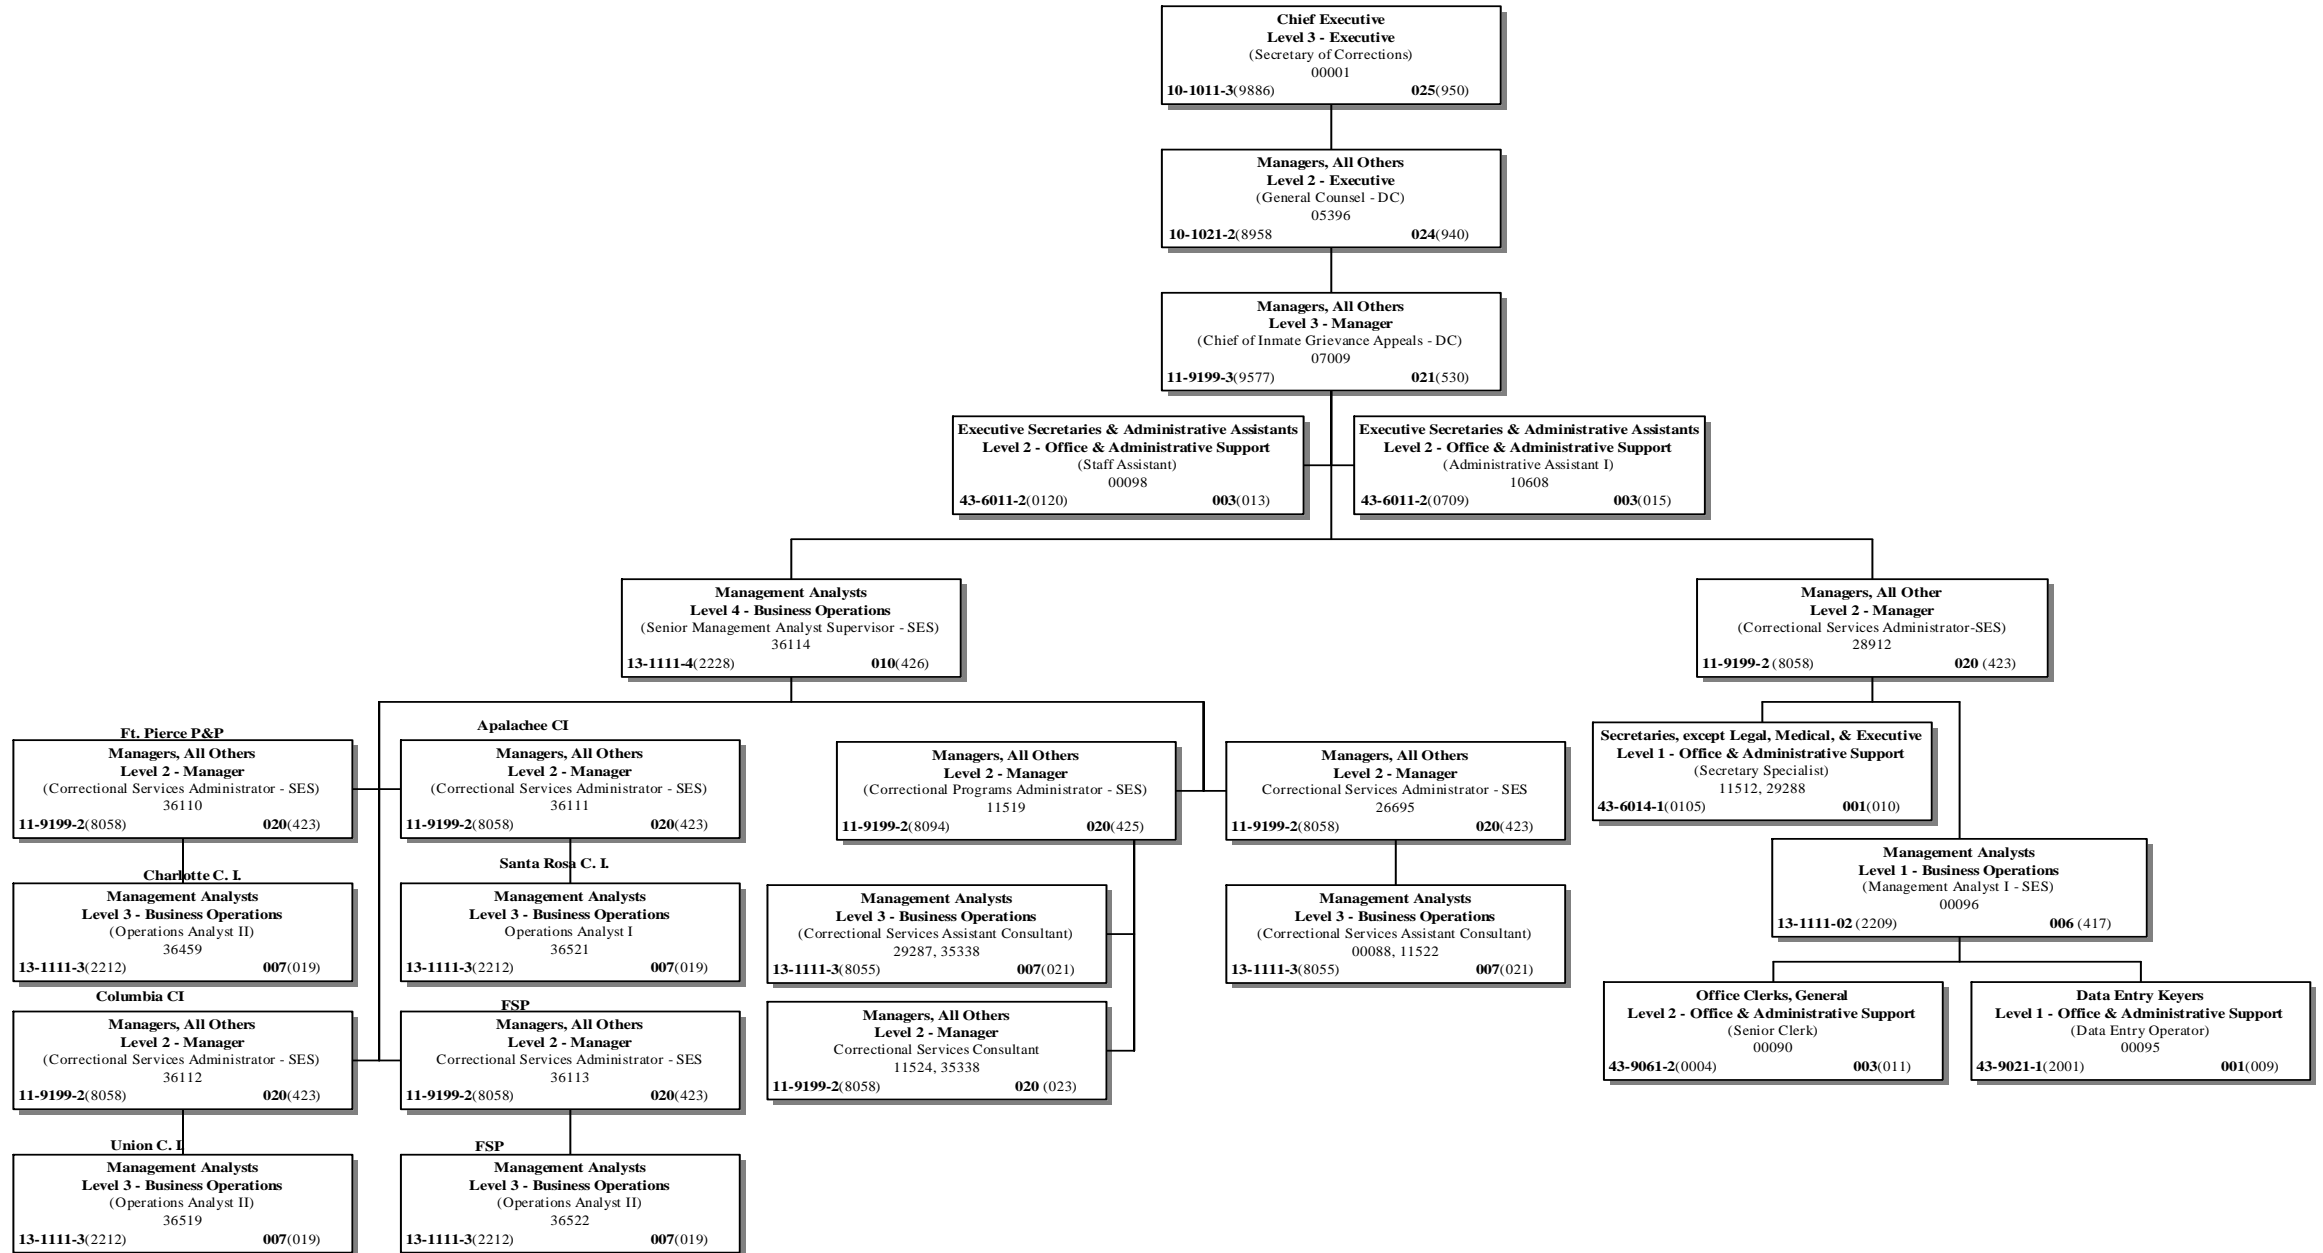 Chief Executive
Level 3 - Executive
(Secretary of Corrections)
00001
10-1011-3(9886) 025(950)
Managers, All Others
Level 2 - Executive
(General Counsel - DC)
05396
10-1021-2(8958 024(940)
Managers, All Others
Level 3 - Manager
(Chief of Inmate Grievance Appeals - DC)
07009
11-9199-3(9577) 021(530)
Executive Secretaries & Administrative Assistants
Level 2 - Office & Administrative Support
(Staff Assistant)
00098
43-6011-2(0120) 003(013)
Executive Secretaries & Administrative Assistants
Level 2 - Office & Administrative Support
(Administrative Assistant I)
10608
43-6011-2(0709) 003(015)
Management Analysts
Level 4 - Business Operations
(Senior Management Analyst Supervisor - SES)
36114
13-1111-4(2228) 010(426)
Managers, All Other
Level 2 - Manager
(Correctional Services Administrator-SES)
28912
11-9199-2 (8058) 020 (423)
Ft. Pierce P&P
Managers, All Others
Level 2 - Manager
(Correctional Services Administrator - SES)
36110
11-9199-2(8058) 020(423)
Apalachee CI
Managers, All Others
Level 2 - Manager
(Correctional Services Administrator - SES)
36111
11-9199-2(8058) 020(423)
Managers, All Others
Level 2 - Manager
(Correctional Programs Administrator - SES)
11519
11-9199-2(8094) 020(425)
Managers, All Others
Level 2 - Manager
Correctional Services Administrator - SES
26695
11-9199-2(8058) 020(423)
Secretaries, except Legal, Medical, & Executive
Level 1 - Office & Administrative Support
(Secretary Specialist)
11512, 29288
43-6014-1(0105) 001(010)
Charlotte C. I.
Management Analysts
Level 3 - Business Operations
(Operations Analyst II)
36459
13-1111-3(2212) 007(019)
Santa Rosa C. I.
Management Analysts
Level 3 - Business Operations
Operations Analyst I
36521
13-1111-3(2212) 007(019)
Management Analysts
Level 3 - Business Operations
(Correctional Services Assistant Consultant)
29287, 35338
13-1111-3(8055) 007(021)
Management Analysts
Level 3 - Business Operations
(Correctional Services Assistant Consultant)
00088, 11522
13-1111-3(8055) 007(021)
Management Analysts
Level 1 - Business Operations
(Management Analyst I - SES)
00096
13-1111-02 (2209) 006 (417)
Columbia CI
Managers, All Others
Level 2 - Manager
(Correctional Services Administrator - SES)
36112
11-9199-2(8058) 020(423)
FSP
Managers, All Others
Level 2 - Manager
Correctional Services Administrator - SES
36113
11-9199-2(8058) 020(423)
Managers, All Others
Level 2 - Manager
Correctional Services Consultant
11524, 35338
11-9199-2(8058) 020 (023)
Office Clerks, General
Level 2 - Office & Administrative Support
(Senior Clerk)
00090
43-9061-2(0004) 003(011)
Data Entry Keyers
Level 1 - Office & Administrative Support
(Data Entry Operator)
00095
43-9021-1(2001) 001(009)
Union C. I.
Management Analysts
Level 3 - Business Operations
(Operations Analyst II)
36519
13-1111-3(2212) 007(019)
FSP
Management Analysts
Level 3 - Business Operations
(Operations Analyst II)
36522
13-1111-3(2212) 007(019)